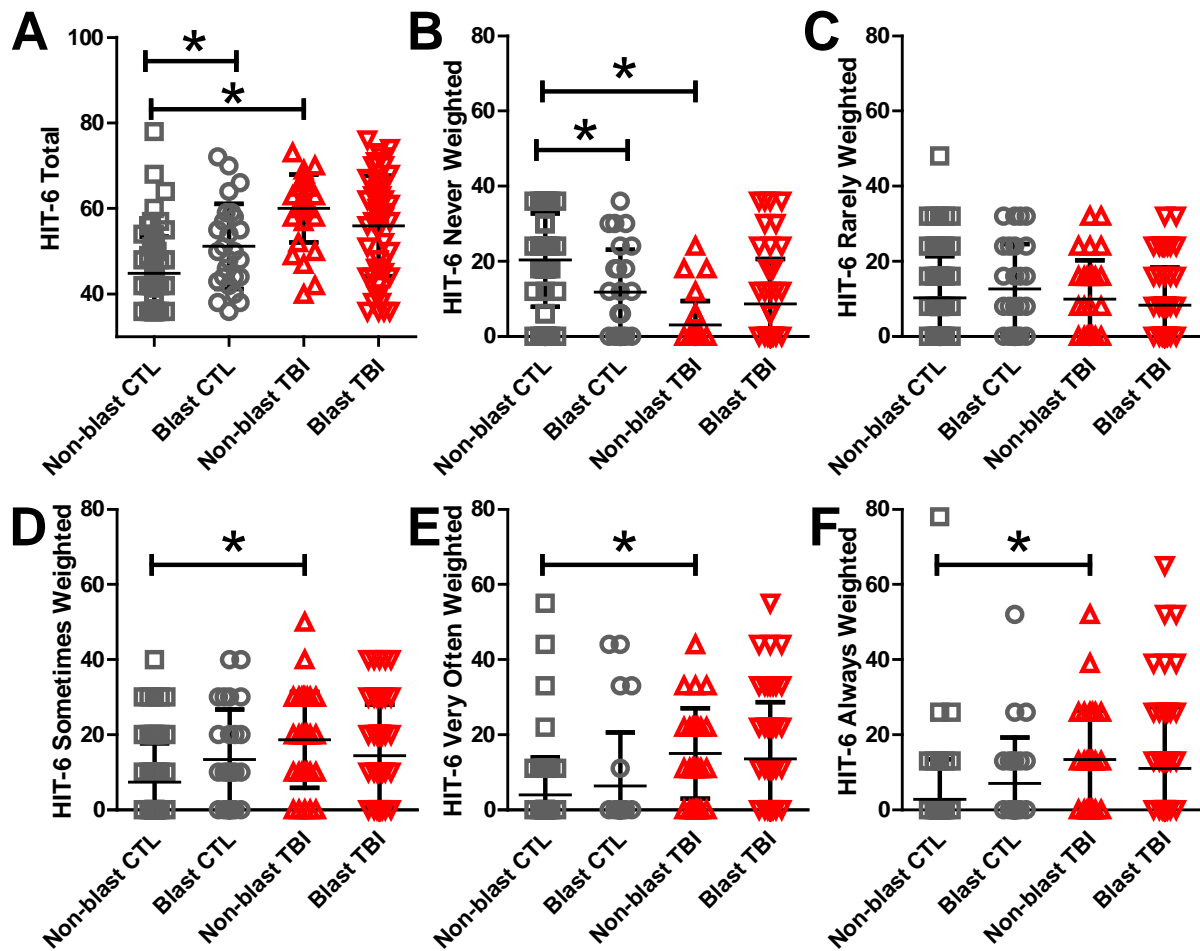 A
HIT-6 Total
100
80
60
40
*
*
Non-blast CTL
Blast CTL
Non-blast TBI
Blast TBI
B
HIT-6 Never Weighted
80
60
40
20
0
*
*
Non-blast CTL
Blast CTL
Non-blast TBI
Blast TBI
C
HIT-6 Rarely Weighted
80
60
40
20
0
Non-blast CTL
Blast CTL
Non-blast TBI
Blast TBI
D
HIT-6 Sometimes Weighted
80
60
40
20
0
*
Non-blast CTL
Blast CTL
Non-blast TBI
Blast TBI
E
HIT-6 Very Often Weighted
80
60
40
20
0
*
Non-blast CTL
Blast CTL
Non-blast TBI
Blast TBI
F
HIT-6 Always Weighted
80
60
40
20
0
*
Non-blast CTL
Blast CTL
Non-blast TBI
Blast TBI